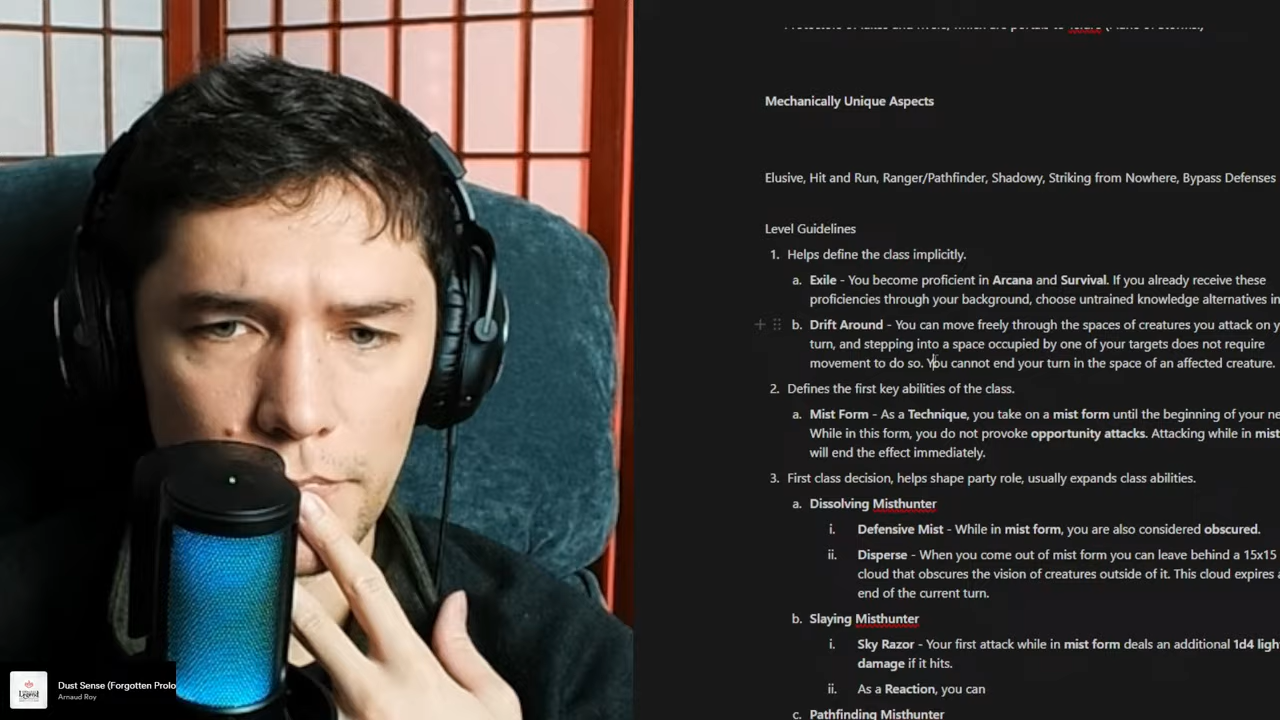 Mechanically Unique Aspects
Elusive, Hit and Run, Ranger/Pathfinder, Shadowy, Striking from Nowhere, Bypass Defenses
Level Guidelines
1. Helps define the class implicitly.
a. Exile - You become proficient in Arcana and Survival. If you already receive these
proficiencies through your background, choose untrained knowledge alternatives in
b. Drift Around - You can move freely through the spaces of creatures you attack on y
turn, and stepping into a space occupied by one of your targets does not require
movement to do so. You cannot end your turn in the space of an affected creature.
2. Defines the first key abilities of the class.
a. Mist Form - As a Technique, you take on a mist form until the beginning of your ne
While in this form, you do not provoke opportunity attacks. Attacking while in mist
will end the effect immediately.
3. First class decision, helps shape party role, usually expands class abilities.
a. Dissolving Misthunter
i. Defensive Mist - While in mist form, you are also considered obscured.
ii. Disperse - When you come out of mist form you can leave behind a 15x15
cloud that obscures the vision of creatures outside of it. This cloud expires a
end of the current turn.
b. Slaying Misthunter
i. Sky Razor - Your first attack while in mist form deals an additional 1d4 ligh
damage if it hits.
ii. As a Reaction, you can
c. Pathfinding Misthunter
Legend
Dust Sense (Forgotten Prolo
Arnaud Roy